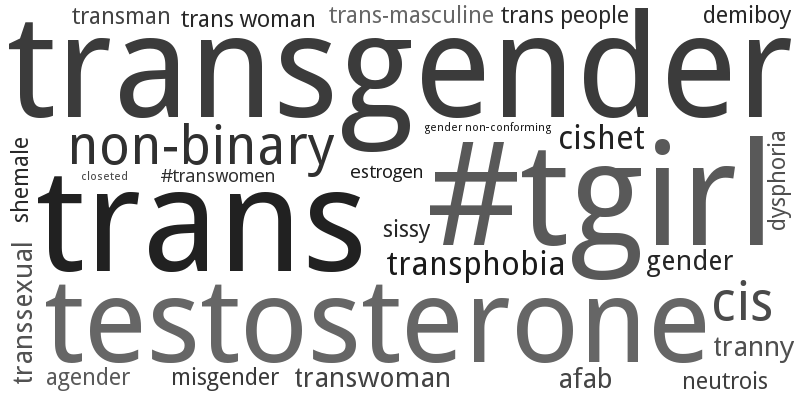 transman
trans woman
trans-masculine
trans people
demiboy
transgender
non-binary
gender non-conforming
cishet
shemale
closeted
#transwomen
estrogen
#tgirl
dysphoria
trans
sissy
transphobia
gender
transsexual
testosterone
cis
tranny
agender
misgender
transwoman
afab
neutrois